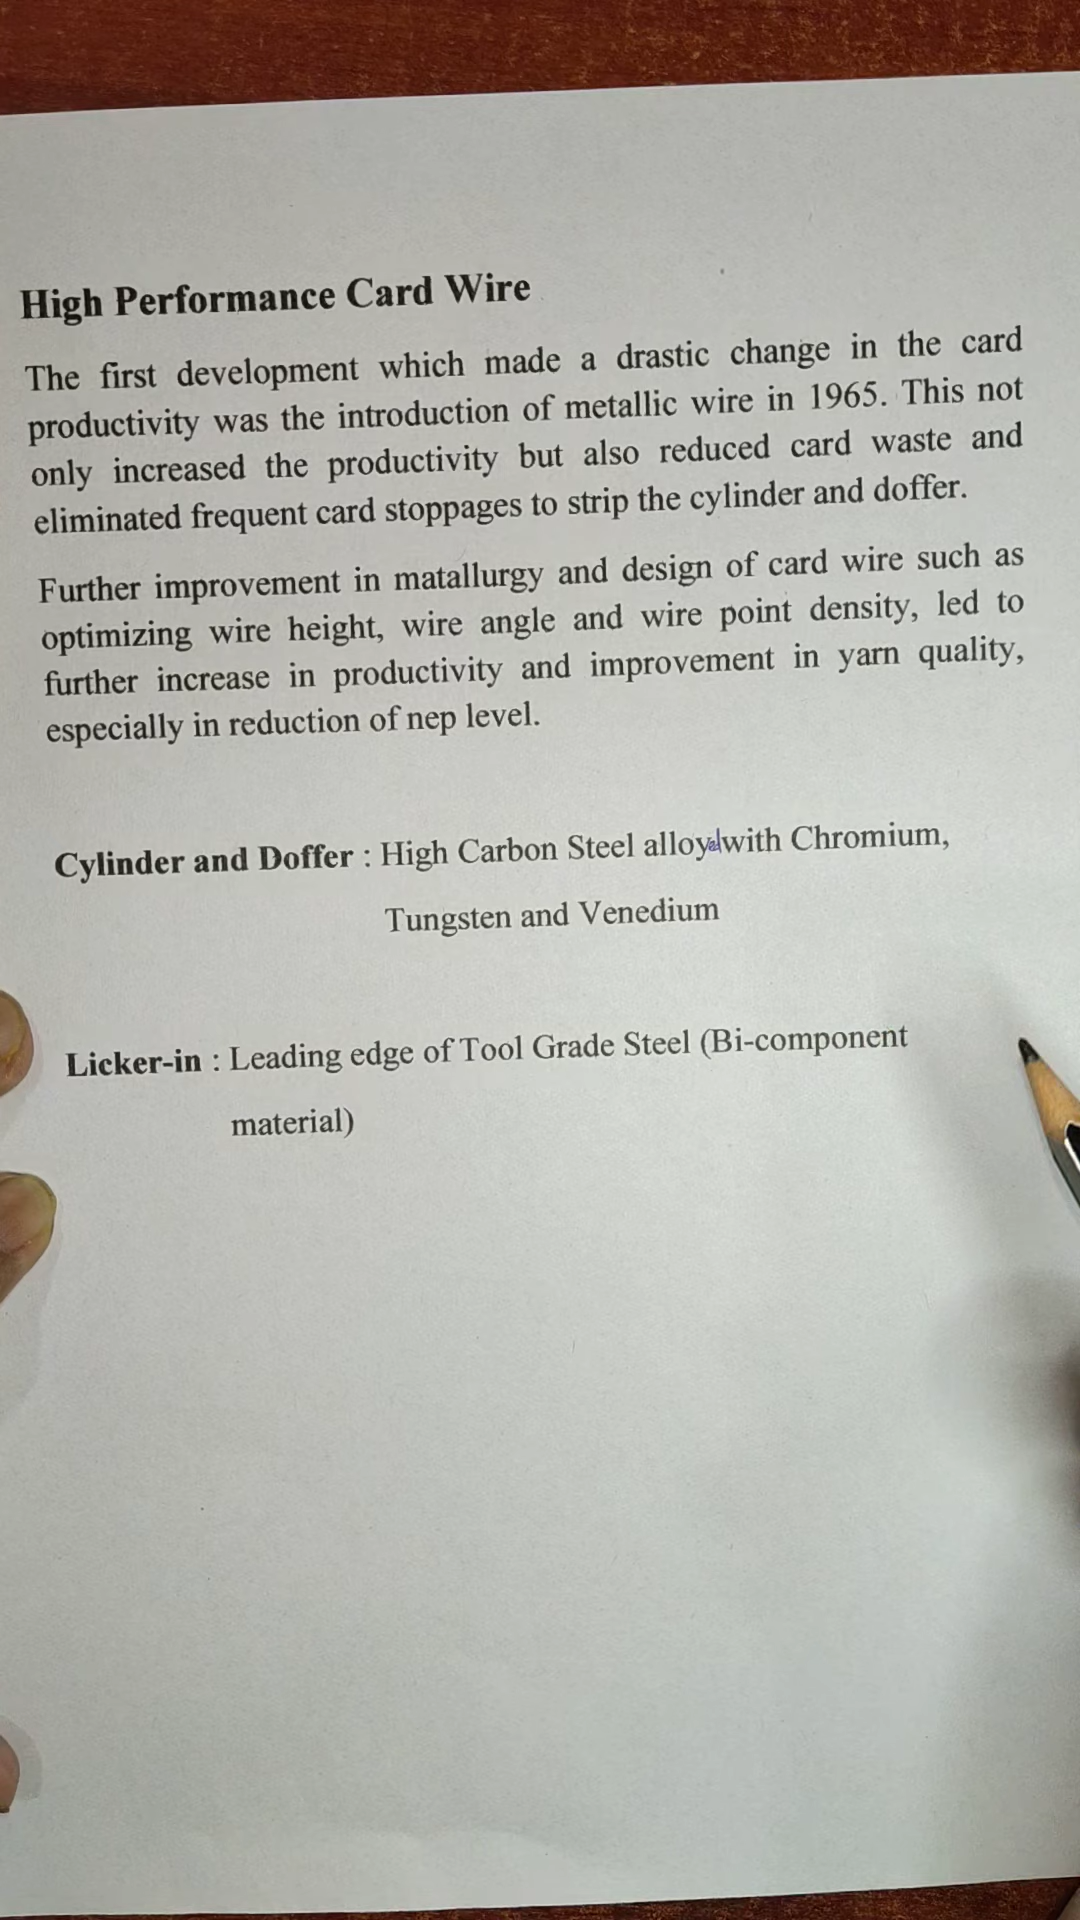 High Performance Card Wire
The first development which made a drastic change in the card
productivity was the introduction of metallic wire in 1965. This not
only increased the productivity but also reduced card waste and
eliminated frequent card stoppages to strip the cylinder and doffer.
Further improvement in matallurgy and design of card wire such as
optimizing wire height, wire angle and wire point density, led to
further increase in productivity and improvement in yarn quality,
especially in reduction of nep level.
Cylinder and Doffer : High Carbon Steel alloyed with Chromium,
Tungsten and Venedium
Licker-in : Leading edge of Tool Grade Steel (Bi-component
material)